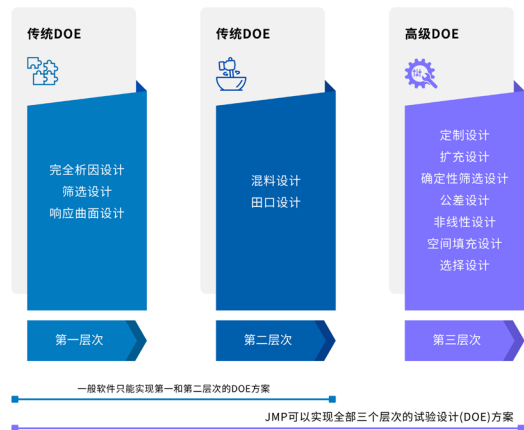 传统DOE
完全析因设计
筛选设计
响应曲面设计
第一层次
传统DOE
混料设计
田口设计
第二层次
高级DOE
定制设计
扩充设计
确定性筛选设计
公差设计
非线性设计
空间填充设计
选择设计
第三层次
一般软件只能实现第一和第二层次的DOE方案
JMP可以实现全部三个层次的试验设计(DOE)方案